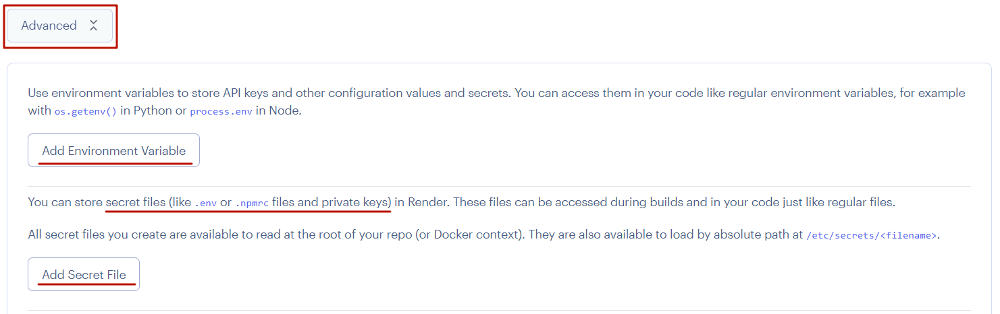 Advanced
Use environment variables to store API keys and other configuration values and secrets. You can access them in your code like regular environment variables, for example
with os.getenv() in Python or process.env in Node.
Add Environment Variable
You can store secret files (like .env or .npmrc files and private keys) in Render. These files can be accessed during builds and in your code just like regular files.
All secret files you create are available to read at the root of your repo (or Docker context). They are also available to load by absolute path at /etc/secrets/<filename>.
Add Secret File